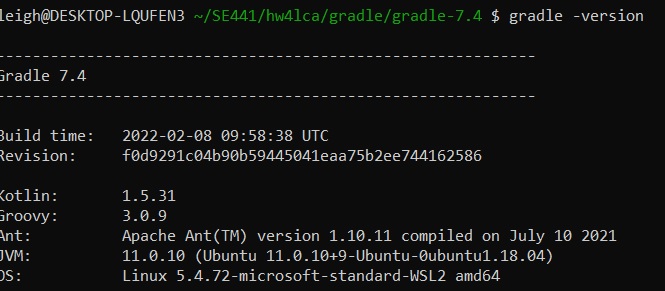 leigh@DESKTOP-LQUFEN3 ~/SE441/hw4lca/gradle/gradle-7.4 $ gradle -version
------------------------------------------------------------
Gradle 7.4
------------------------------------------------------------
Build time:   2022-02-08 09:58:38 UTC
Revision:     f0d9291c04b90b59445041eaa75b2ee744162586
Kotlin:       1.5.31
Groovy:       3.0.9
Ant:          Apache Ant(TM) version 1.10.11 compiled on July 10 2021
JVM:          11.0.10 (Ubuntu 11.0.10+9-Ubuntu-0ubuntu1.18.04)
OS:           Linux 5.4.72-microsoft-standard-WSL2 amd64